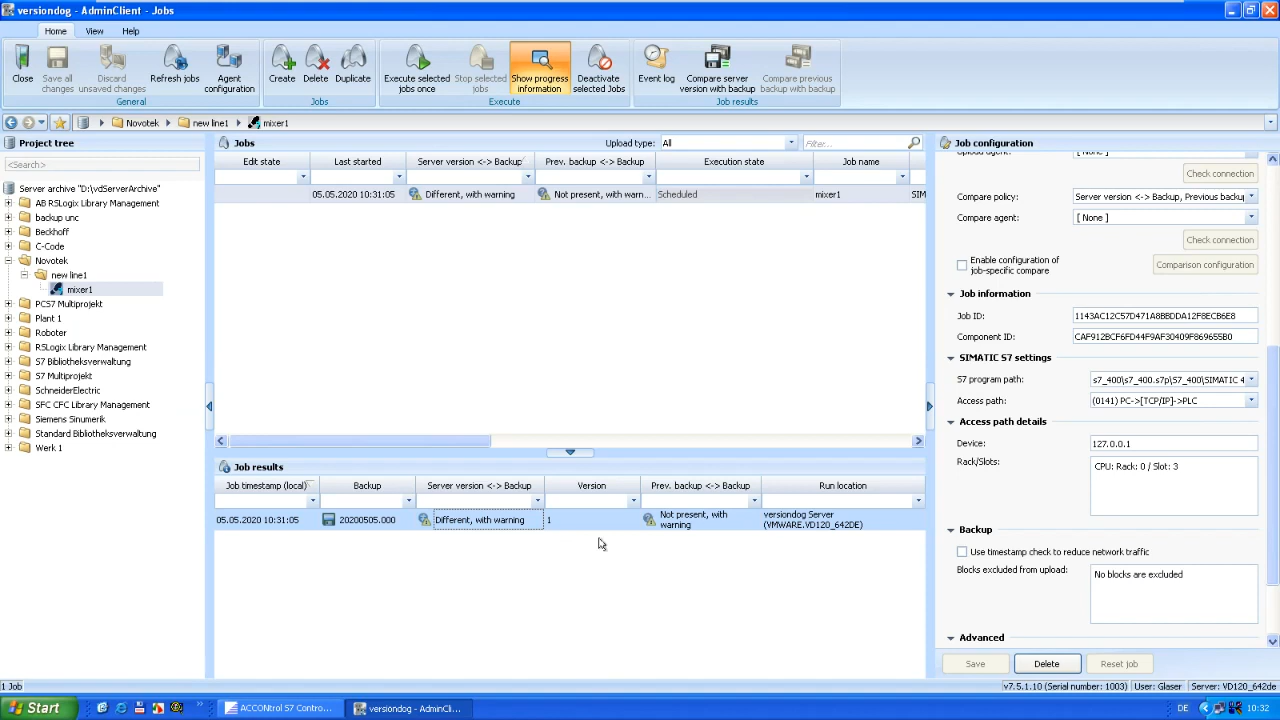 versiondog - AdminClient - Jobs
Home View Help
Close
Save all changes
Discard unsaved changes
Refresh jobs
Agent configuration
General
Create
Delete
Duplicate
Jobs
Execute selected jobs once
Stop selected jobs
Show progress information
Deactivate selected Jobs
Execute
Event log
Compare server version with backup
Compare previous backup with backup
Job results
Novotek new line1 mixer1
Project tree
<Search>
Server archive "D:\vdServerArchive"
AB RSLogix Library Management
backup unc
Beckhoff
C-Code
Novotek
new line1
mixer1
PCS7 Multiprojekt
Plant 1
Roboter
RSLogix Library Management
S7 Bibliotheksverwaltung
S7 Multiprojekt
SchneiderElectric
SFC CFC Library Management
Siemens Sinumerik
Standard Bibliotheksverwaltung
Werk 1
Jobs Upload type: All Filter...
Edit state Last started Server version <-> Backup Prev. backup <-> Backup Execution state Job name
05.05.2020 10:31:05 Different, with warning Not present, with warn... Scheduled mixer1 SIM
Job results
Job timestamp (local) Backup Server version <-> Backup Version Prev. backup <-> Backup Run location
05.05.2020 10:31:05 20200505.000 Different, with warning 1 Not present, with warning versiondog Server (VMWARE.VD120_642DE)
Job configuration
[ None ]
Check connection
Compare policy: Server version <-> Backup, Previous backup
Compare agent: [ None ]
Check connection
Enable configuration of job-specific compare
Comparison configuration
Job information
Job ID: 1143AC12C57D471A8BBDDA12F8ECB6E8
Component ID: CAF912BCF6FD44F9AF30409F869655B0
SIMATIC S7 settings
S7 program path: s7_400\s7_400.s7p\S7_400\SIMATIC 4
Access path: (0141) PC->[TCP/IP]->PLC
Access path details
Device: 127.0.0.1
Rack/Slots: CPU: Rack: 0 / Slot: 3
Backup
Use timestamp check to reduce network traffic
Blocks excluded from upload: No blocks are excluded
Advanced
Save Delete Reset job
1 Job
v7.5.1.10 (Serial number: 1003) User: Glaser Server: VD120_642de
Start
ACCONtrol S7 Contro...
versiondog - AdminCl...
DE 10:32